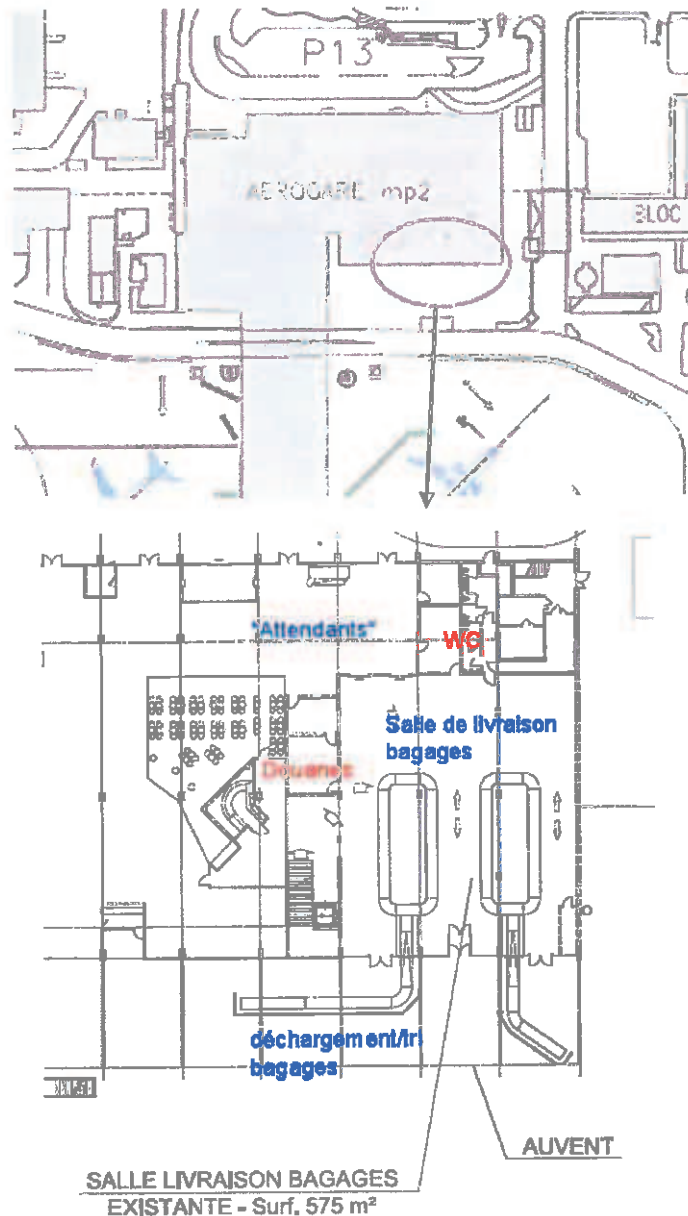 P13
AEROGARE mp2
BLOC
"Attendants"
WC
Salle de livraison
bagages
Douanes
déchargement/tri
bagages
AUVENT
SALLE LIVRAISON BAGAGES
EXISTANTE - Surf. 575 m²